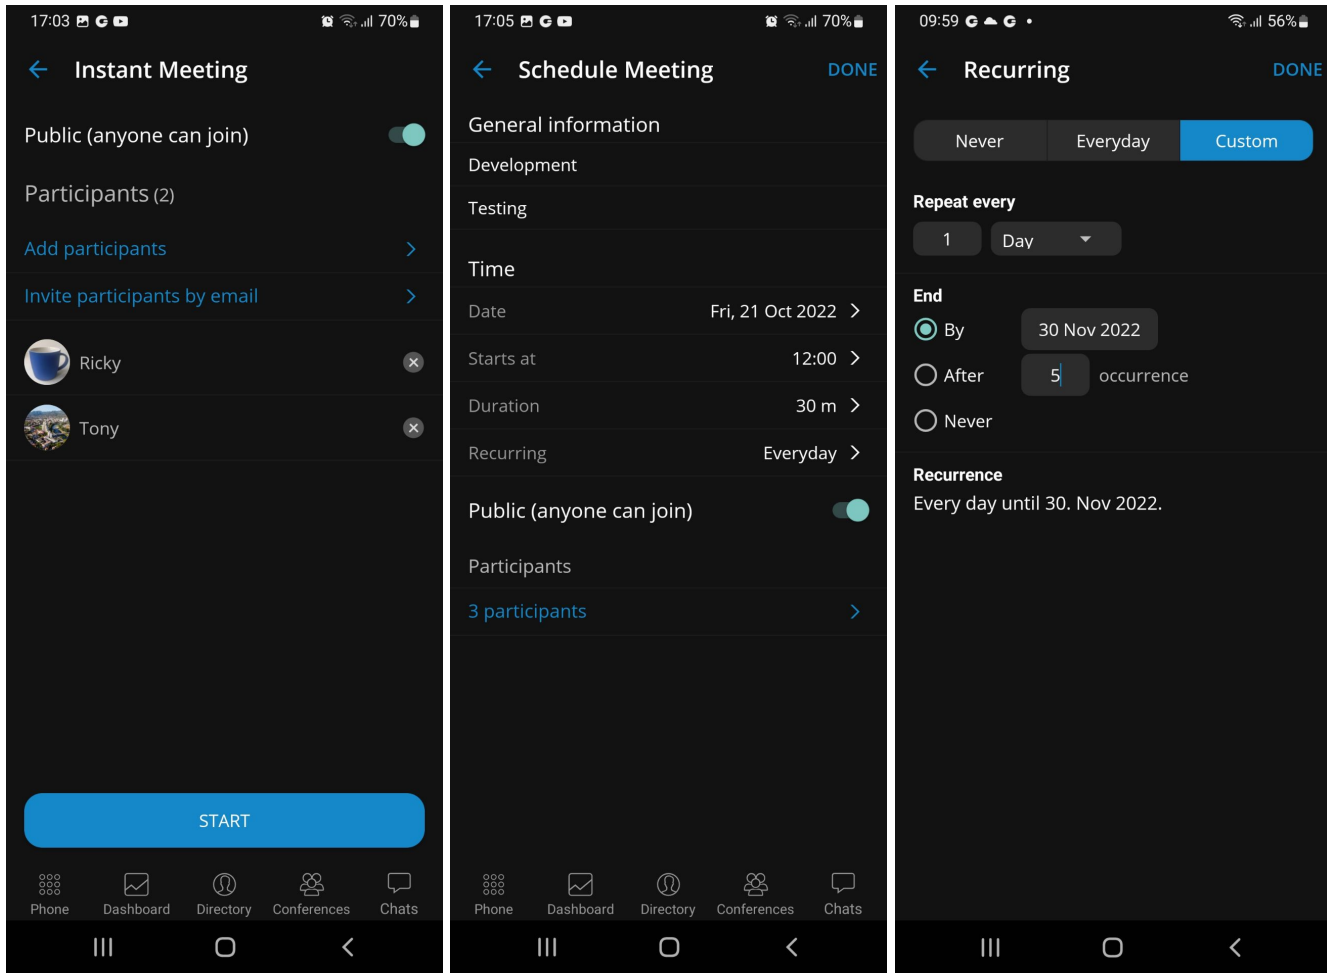 17:03 70%
Instant Meeting
Public (anyone can join)
Participants (2)
Add participants
Invite participants by email
Ricky
Tony
START
Phone Dashboard Directory Conferences Chats
17:05 70%
Schedule Meeting DONE
General information
Development
Testing
Time
Date Fri, 21 Oct 2022
Starts at 12:00
Duration 30 m
Recurring Everyday
Public (anyone can join)
Participants
3 participants
Phone Dashboard Directory Conferences Chats
09:59 56%
Recurring DONE
Never Everyday Custom
Repeat every
1 Day
End
By 30 Nov 2022
After 5 occurrence
Never
Recurrence
Every day until 30. Nov 2022.